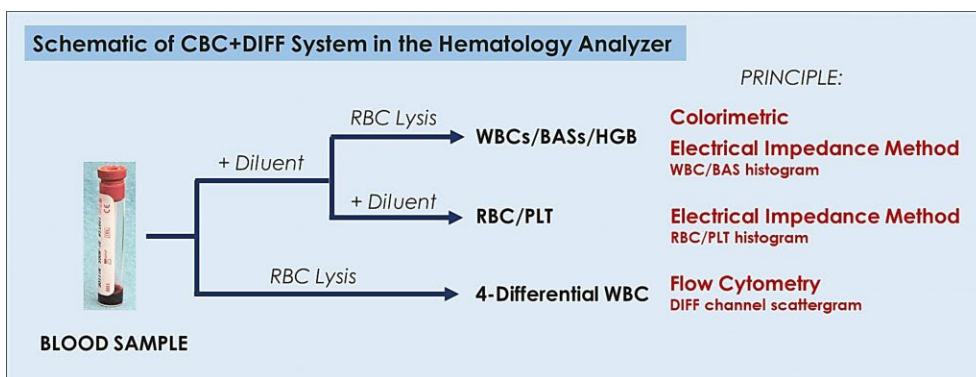 Schematic of CBC+DIFF System in the Hematology Analyzer
PRINCIPLE:
RBC Lysis
WBCs/BASs/HGB
Colorimetric
Electrical Impedance Method
WBC/BAS histogram
+ Diluent
+ Diluent
RBC/PLT
Electrical Impedance Method
RBC/PLT histogram
RBC Lysis
4-Differential WBC
Flow Cytometry
DIFF channel scattergram
BLOOD SAMPLE